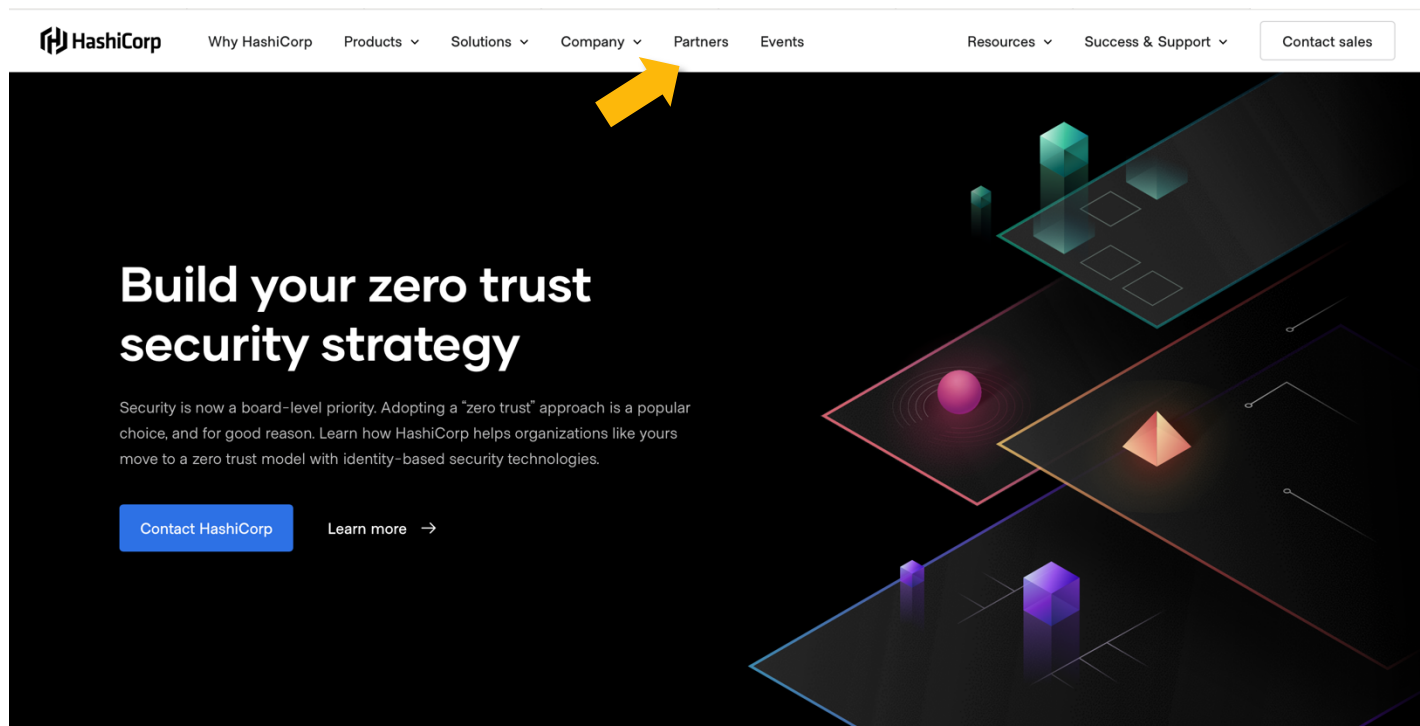 HashiCorp Why HashiCorp Products Solutions Company Partners Events Resources Success & Support Contact sales
Build your zero trust
security strategy
Security is now a board-level priority. Adopting a “zero trust” approach is a popular
choice, and for good reason. Learn how HashiCorp helps organizations like yours
move to a zero trust model with identity-based security technologies.
Contact HashiCorp Learn more →